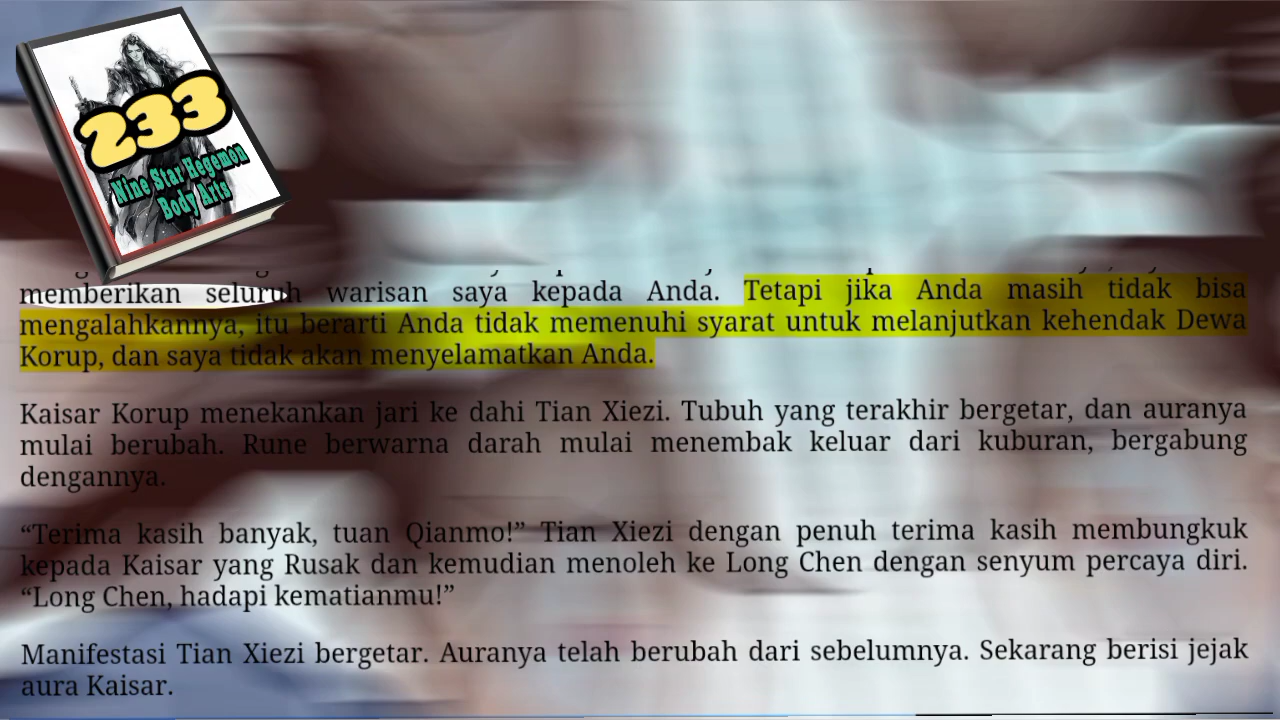 233
Nine Star Hegemon
Body Arts
memberikan seluruh warisan saya kepada Anda. Tetapi jika Anda masih tidak bisa
mengalahkannya, itu berarti Anda tidak memenuhi syarat untuk melanjutkan kehendak Dewa
Korup, dan saya tidak akan menyelamatkan Anda.
Kaisar Korup menekankan jari ke dahi Tian Xiezi. Tubuh yang terakhir bergetar, dan auranya
mulai berubah. Rune berwarna darah mulai menembak keluar dari kuburan, bergabung
dengannya.
“Terima kasih banyak, tuan Qianmo!” Tian Xiezi dengan penuh terima kasih membungkuk
kepada Kaisar yang Rusak dan kemudian menoleh ke Long Chen dengan senyum percaya diri.
“Long Chen, hadapi kematianmu!”
Manifestasi Tian Xiezi bergetar. Auranya telah berubah dari sebelumnya. Sekarang berisi jejak
aura Kaisar.